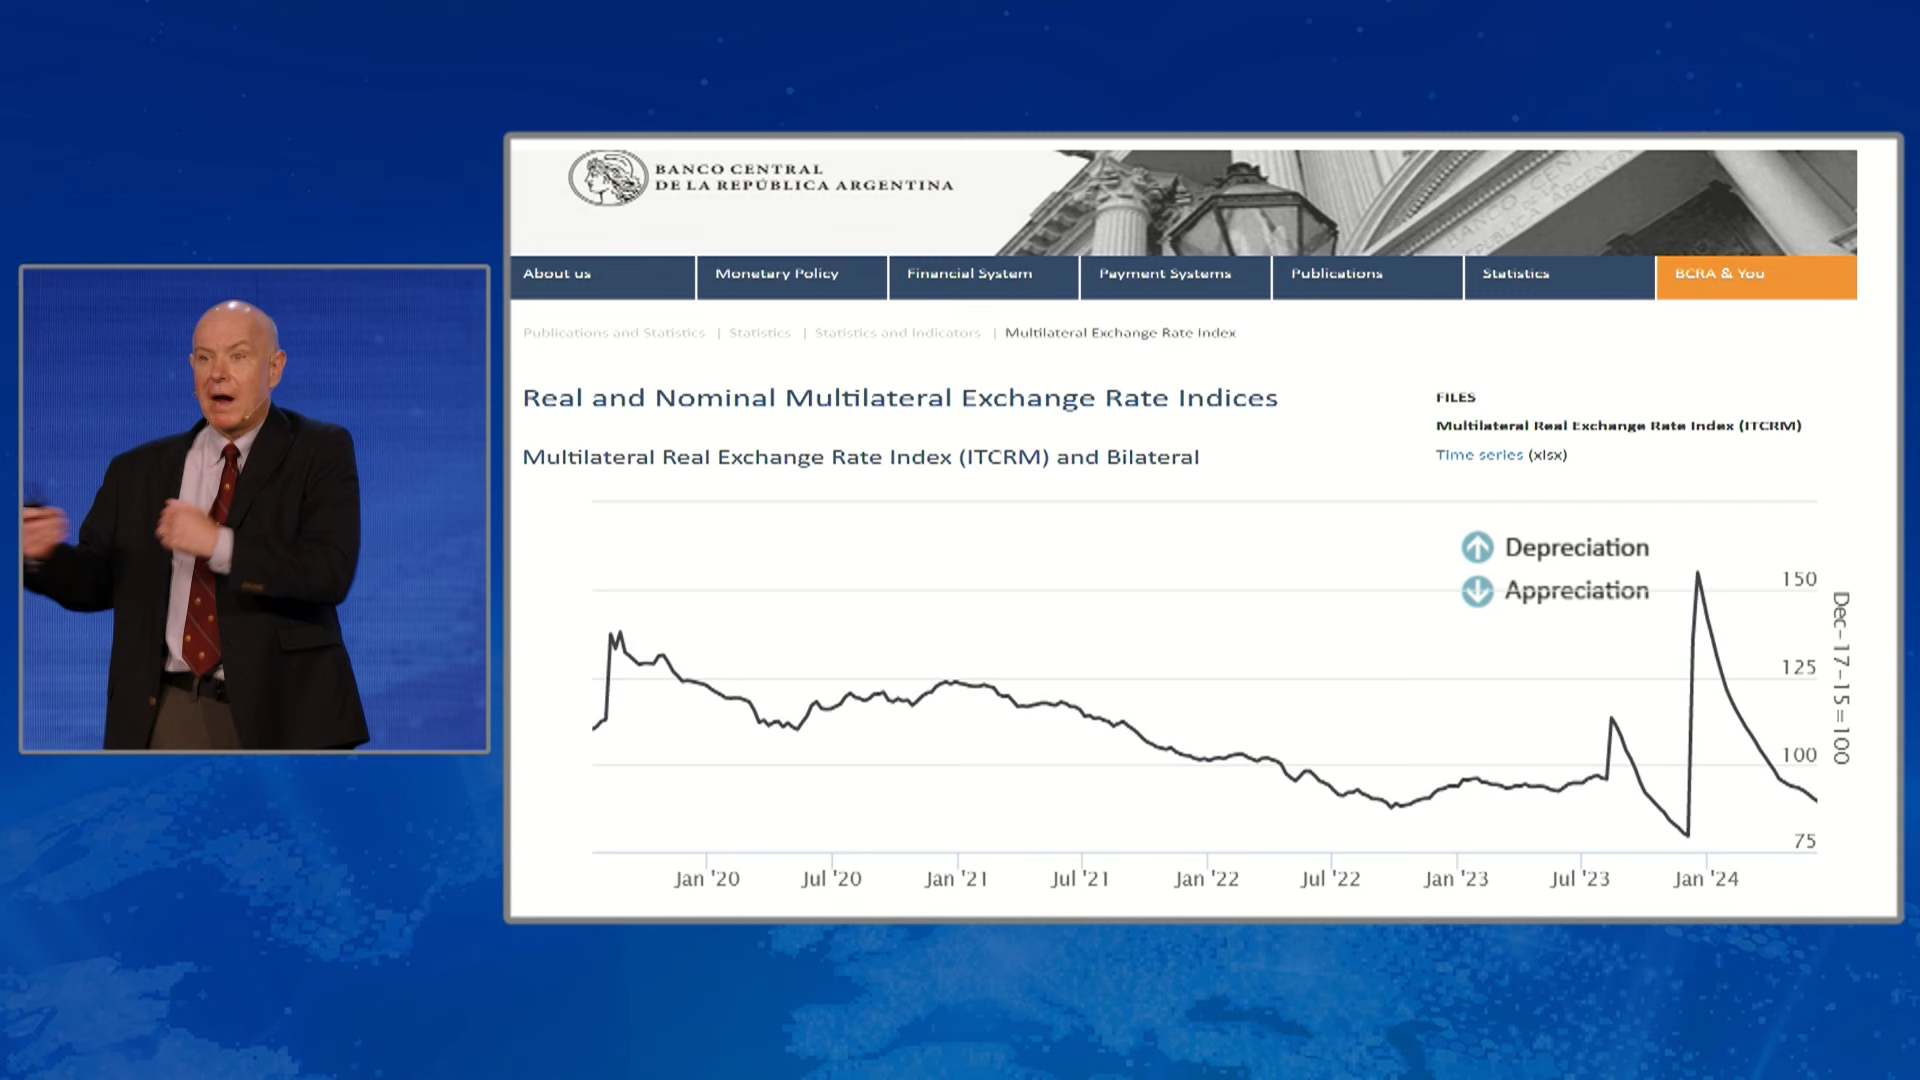 BANCO CENTRAL
DE LA REPÚBLICA ARGENTINA
BANCO CENTRAL
REPUBLICA ARGENTINA
About us
Monetary Policy
Financial System
Payment Systems
Publications
Statistics
BCRA & You
Publications and Statistics | Statistics | Statistics and Indicators | Multilateral Exchange Rate Index
Real and Nominal Multilateral Exchange Rate Indices
FILES
Multilateral Real Exchange Rate Index (ITCRM)
Time series (xlsx)
Multilateral Real Exchange Rate Index (ITCRM) and Bilateral
Depreciation
Appreciation
150
125
100
75
Dec-17-15=100
Jan '20
Jul '20
Jan '21
Jul '21
Jan '22
Jul '22
Jan '23
Jul '23
Jan '24